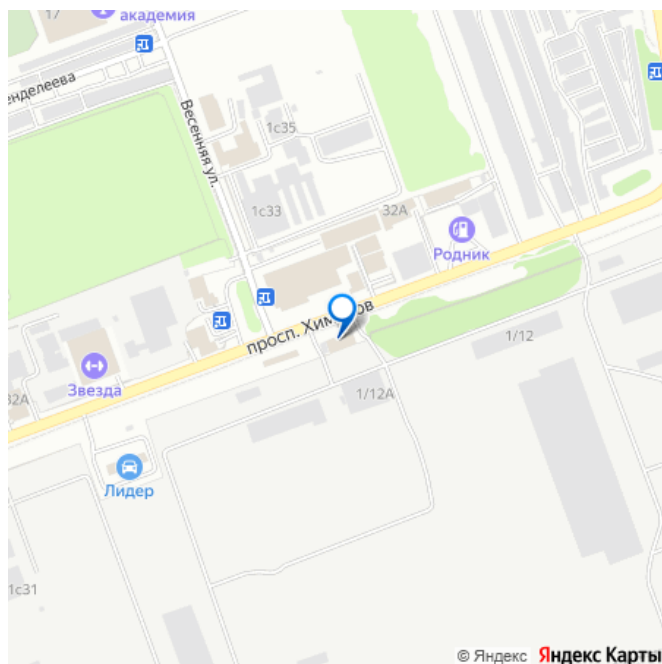 17
академия
енделеева
Весенняя ул.
1с35
1с33
32А
Родник
просп. Хим
ов
1/12
Звезда
32А
1/12А
Лидер
1с31
© Яндекс Яндекс Карты